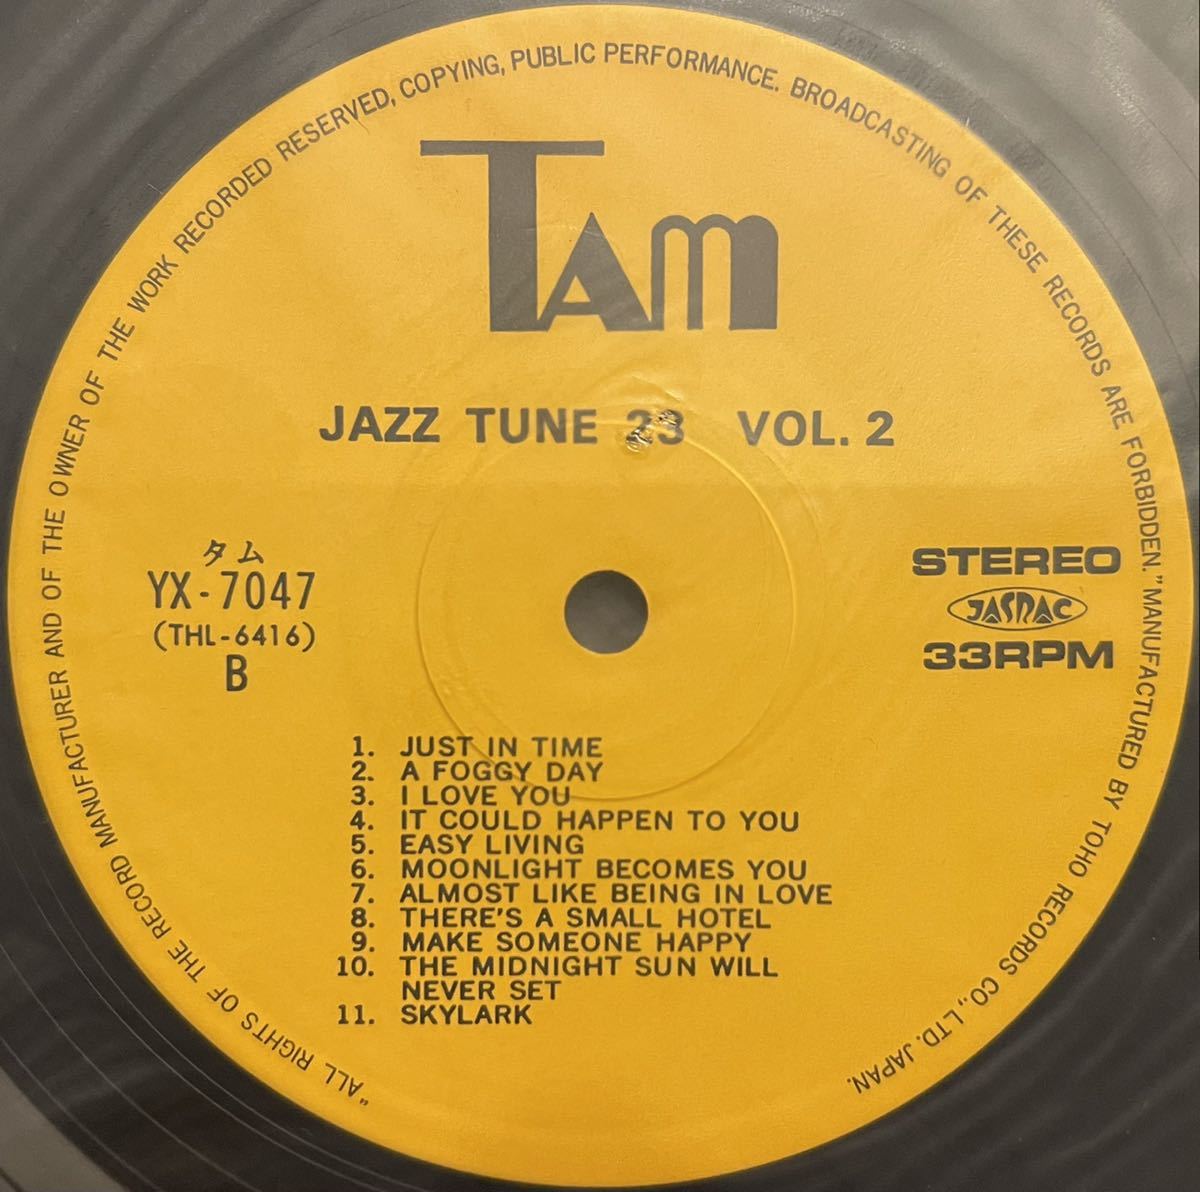 "ALL RIGHTS OF THE RECORD MANUFACTURER AND OF THE OWNER OF THE WORK RECORDED RESERVED, COPYING, PUBLIC PERFORMANCE. BROADCASTING OF THESE RECORDS ARE FORBIDDEN." MANUFACTURED BY TOHO RECORDS CO., LTD. JAPAN.
TAM
JAZZ TUNE 23 VOL. 2
タム
YX-7047
(THL-6416)
B
STEREO
JASRAC
33RPM
1. JUST IN TIME
2. A FOGGY DAY
3. I LOVE YOU
4. IT COULD HAPPEN TO YOU
5. EASY LIVING
6. MOONLIGHT BECOMES YOU
7. ALMOST LIKE BEING IN LOVE
8. THERE'S A SMALL HOTEL
9. MAKE SOMEONE HAPPY
10. THE MIDNIGHT SUN WILL
NEVER SET
11. SKYLARK